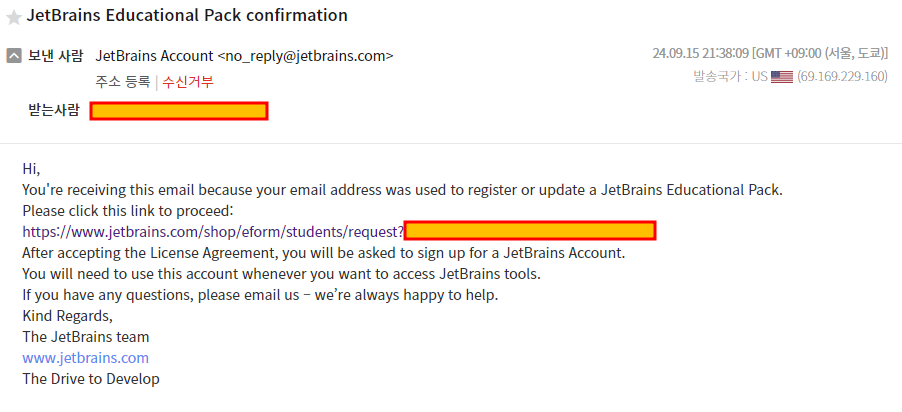 JetBrains Educational Pack confirmation
보낸 사람 JetBrains Account <no_reply@jetbrains.com> 24.09.15 21:38:09 [GMT +09:00 (서울, 도쿄)]
주소 등록 | 수신거부 발송국가 : US (69.169.229.160)
받는사람
Hi,
You're receiving this email because your email address was used to register or update a JetBrains Educational Pack.
Please click this link to proceed:
https://www.jetbrains.com/shop/eform/students/request?
After accepting the License Agreement, you will be asked to sign up for a JetBrains Account.
You will need to use this account whenever you want to access JetBrains tools.
If you have any questions, please email us – we're always happy to help.
Kind Regards,
The JetBrains team
www.jetbrains.com
The Drive to Develop